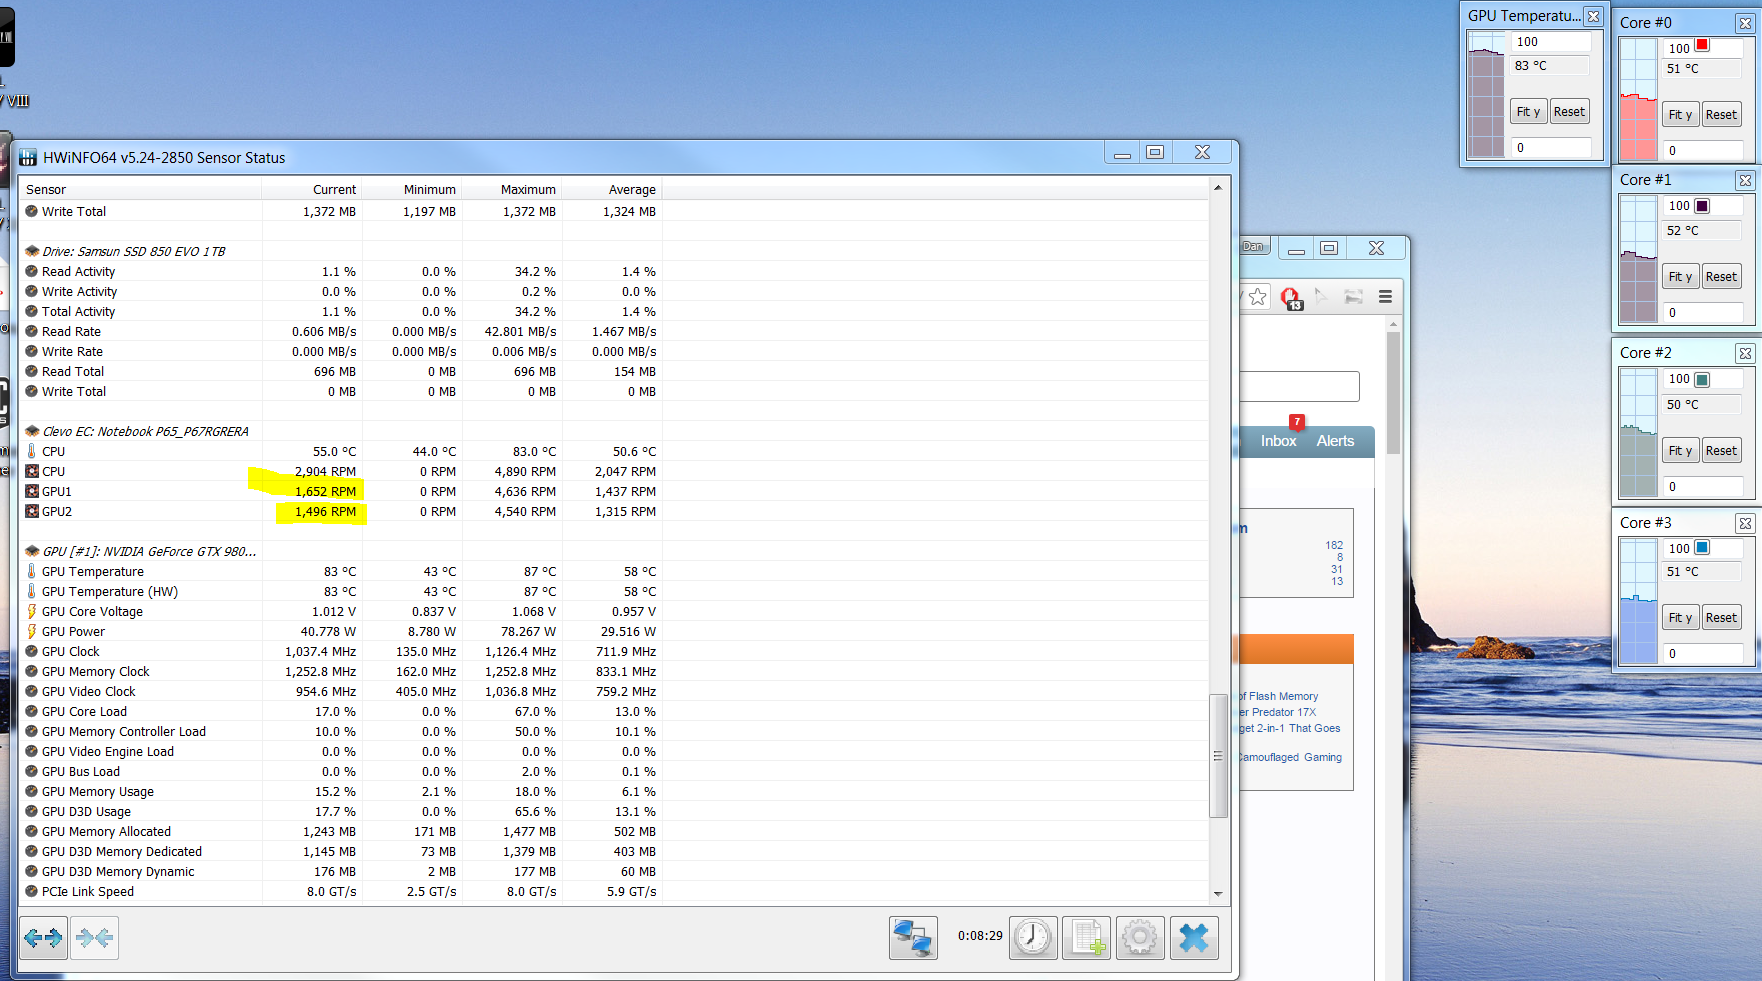 GPU Temperatu...
100
83 °C
Fit y Reset
0
Core #0
100
51 °C
Fit y Reset
0
Core #1
100
52 °C
Fit y Reset
0
Core #2
100
50 °C
Fit y Reset
0
Core #3
100
51 °C
Fit y Reset
0
VIII
HWiNFO64 v5.24-2850 Sensor Status
Sensor Current Minimum Maximum Average
Write Total 1,372 MB 1,197 MB 1,372 MB 1,324 MB
Drive: Samsun SSD 850 EVO 1TB
Read Activity 1.1 % 0.0 % 34.2 % 1.4 %
Write Activity 0.0 % 0.0 % 0.2 % 0.0 %
Total Activity 1.1 % 0.0 % 34.2 % 1.4 %
Read Rate 0.606 MB/s 0.000 MB/s 42.801 MB/s 1.467 MB/s
Write Rate 0.000 MB/s 0.000 MB/s 0.006 MB/s 0.000 MB/s
Read Total 696 MB 0 MB 696 MB 154 MB
Write Total 0 MB 0 MB 0 MB 0 MB
Clevo EC: Notebook P65_P67RGRERA
CPU 55.0 °C 44.0 °C 83.0 °C 50.6 °C
CPU 2,904 RPM 0 RPM 4,890 RPM 2,047 RPM
GPU1 1,652 RPM 0 RPM 4,636 RPM 1,437 RPM
GPU2 1,496 RPM 0 RPM 4,540 RPM 1,315 RPM
GPU [#1]: NVIDIA GeForce GTX 980...
GPU Temperature 83 °C 43 °C 87 °C 58 °C
GPU Temperature (HW) 83 °C 43 °C 87 °C 58 °C
GPU Core Voltage 1.012 V 0.837 V 1.068 V 0.957 V
GPU Power 40.778 W 8.780 W 78.267 W 29.516 W
GPU Clock 1,037.4 MHz 135.0 MHz 1,126.4 MHz 711.9 MHz
GPU Memory Clock 1,252.8 MHz 162.0 MHz 1,252.8 MHz 833.1 MHz
GPU Video Clock 954.6 MHz 405.0 MHz 1,036.8 MHz 759.2 MHz
GPU Core Load 17.0 % 0.0 % 67.0 % 13.0 %
GPU Memory Controller Load 10.0 % 0.0 % 50.0 % 10.1 %
GPU Video Engine Load 0.0 % 0.0 % 0.0 % 0.0 %
GPU Bus Load 0.0 % 0.0 % 2.0 % 0.1 %
GPU Memory Usage 15.2 % 2.1 % 18.0 % 6.1 %
GPU D3D Usage 17.7 % 0.0 % 65.6 % 13.1 %
GPU Memory Allocated 1,243 MB 171 MB 1,477 MB 502 MB
GPU D3D Memory Dedicated 1,145 MB 73 MB 1,379 MB 403 MB
GPU D3D Memory Dynamic 176 MB 2 MB 177 MB 60 MB
PCIe Link Speed 8.0 GT/s 2.5 GT/s 8.0 GT/s 5.9 GT/s
0:08:29
Dan
13
7
Inbox Alerts
m
182
8
31
13
of Flash Memory
er Predator 17X
get 2-in-1 That Goes
Camouflaged Gaming